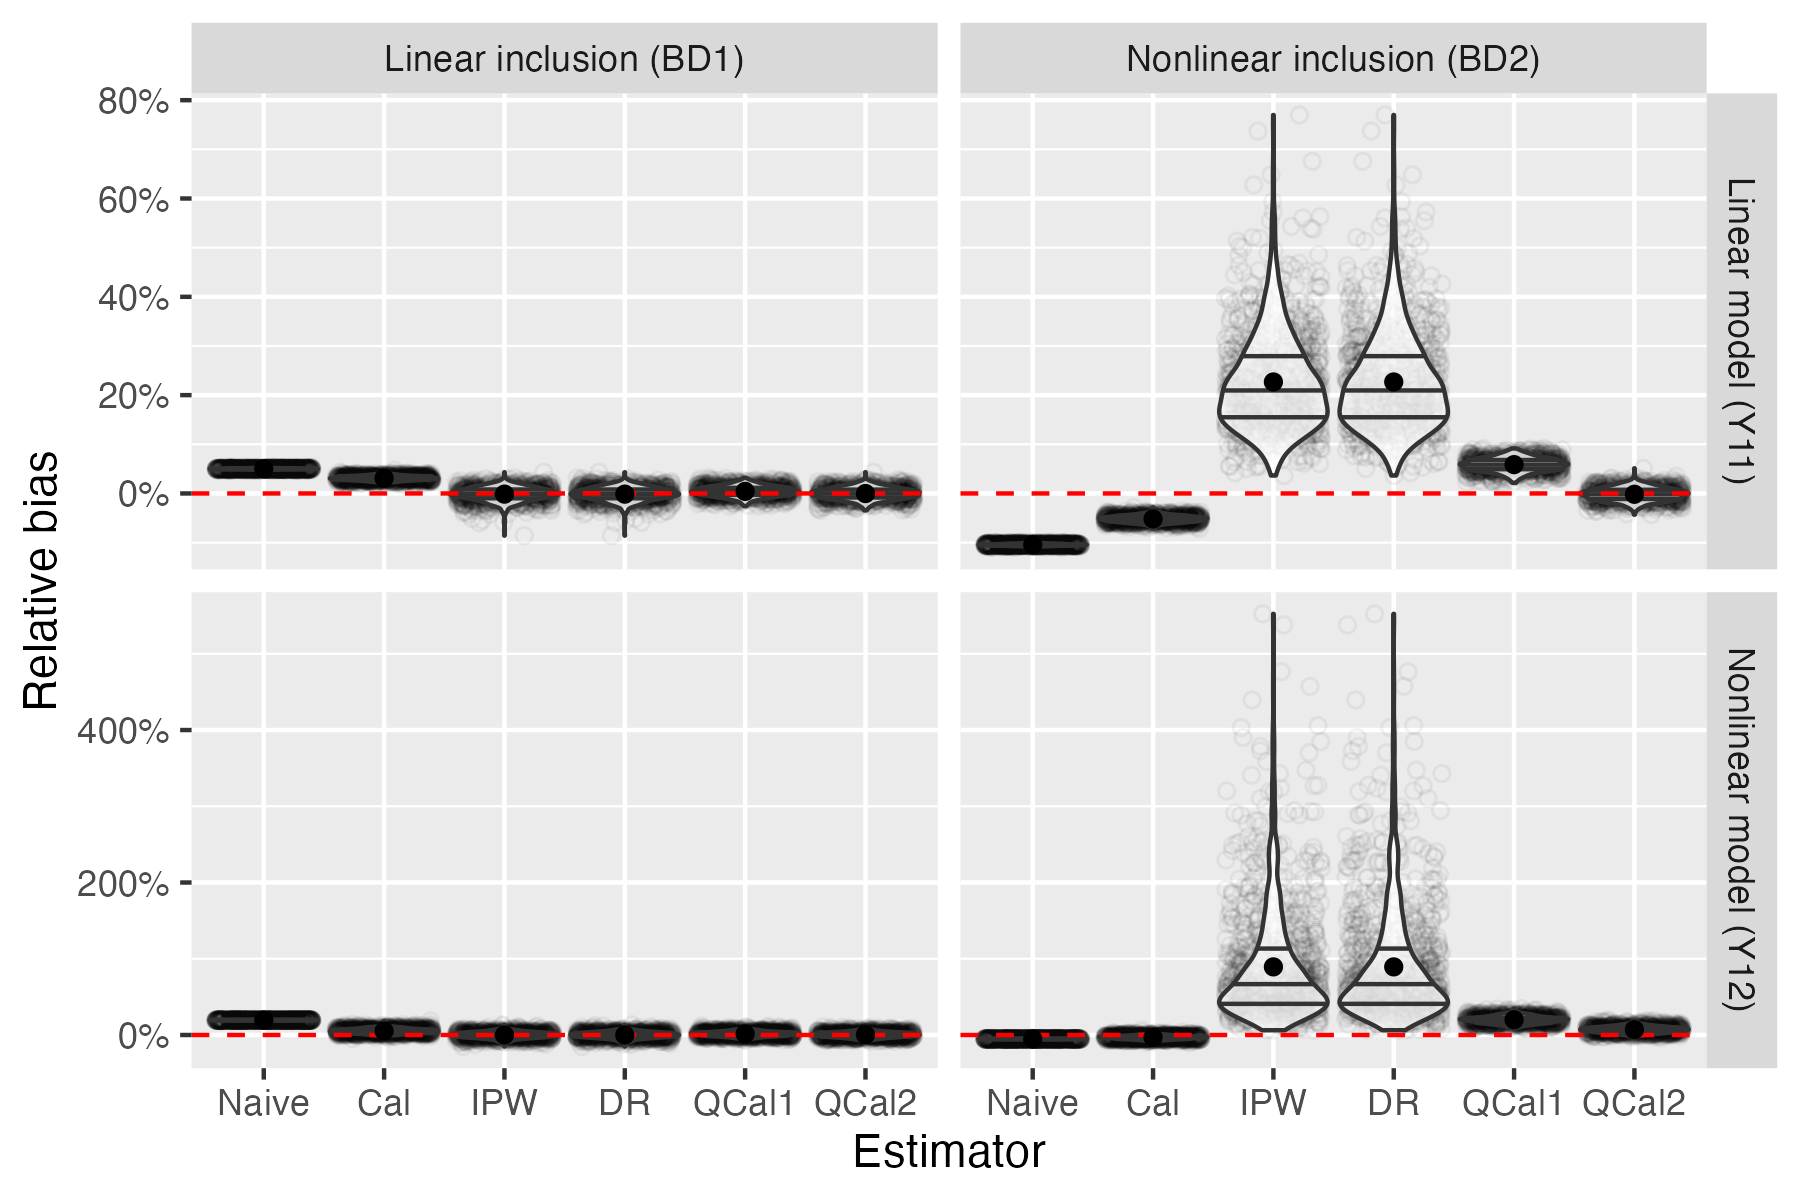 Linear inclusion (BD1)
Nonlinear inclusion (BD2)
80%
60%
40%
20%
0%
Linear model (Y11)
400%
200%
0%
Nonlinear model (Y12)
Relative bias
Naive Cal IPW DR QCal1 QCal2
Naive Cal IPW DR QCal1 QCal2
Estimator